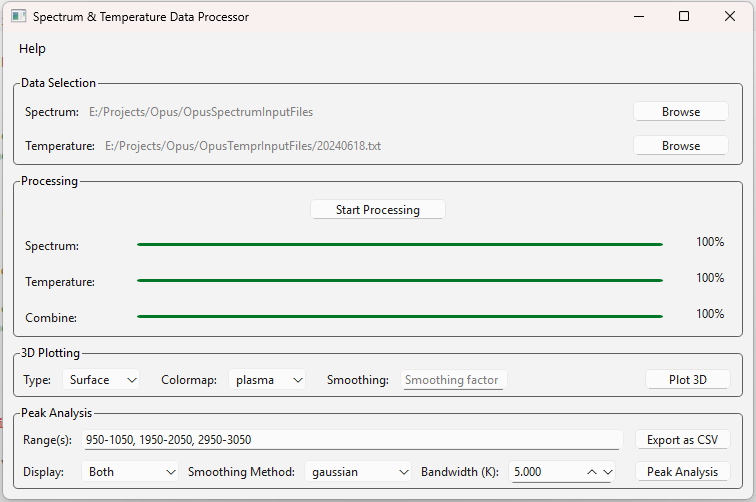 Spectrum & Temperature Data Processor
Help
Data Selection
Spectrum: E:/Projects/Opus/OpusSpectrumInputFiles Browse
Temperature: E:/Projects/Opus/OpusTemprInputFiles/20240618.txt Browse
Processing
Start Processing
Spectrum: 100%
Temperature: 100%
Combine: 100%
3D Plotting
Type: Surface Colormap: plasma Smoothing: Smoothing factor Plot 3D
Peak Analysis
Range(s): 950-1050, 1950-2050, 2950-3050 Export as CSV
Display: Both Smoothing Method: gaussian Bandwidth (K): 5.000 Peak Analysis